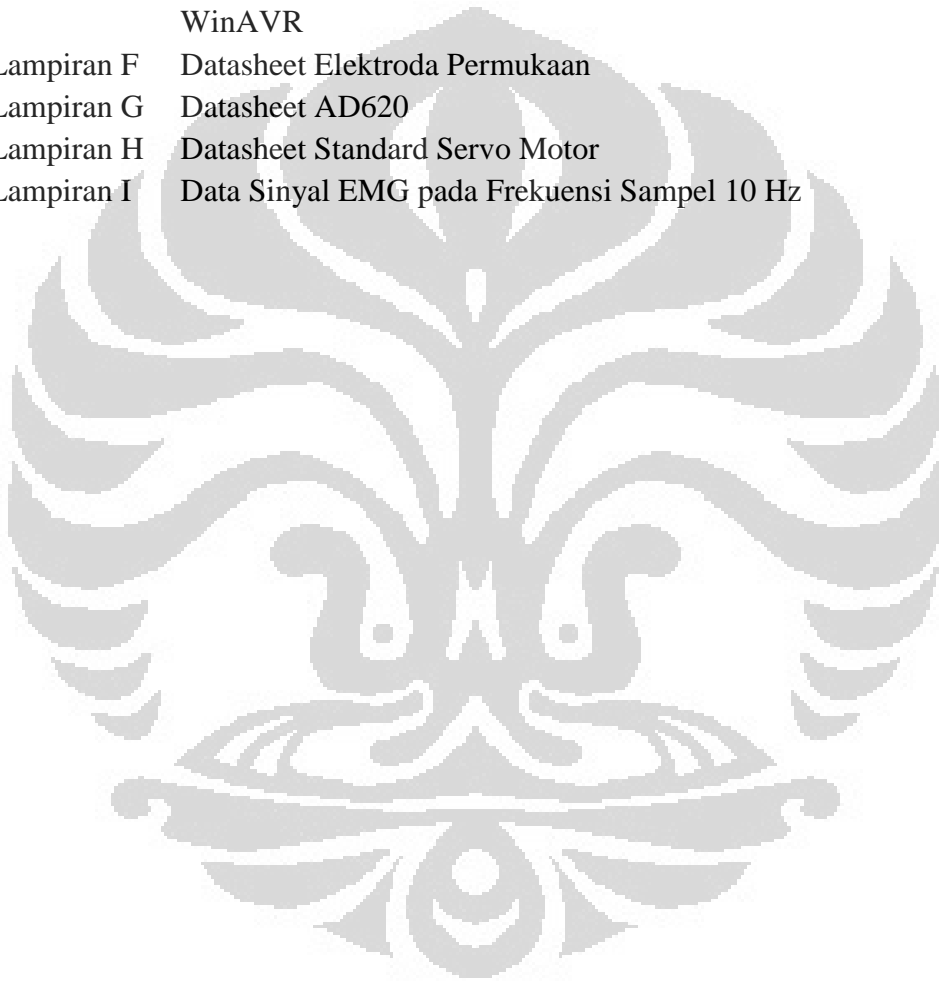 WinAVR
Lampiran F Datasheet Elektroda Permukaan
Lampiran G Datasheet AD620
Lampiran H Datasheet Standard Servo Motor
Lampiran I Data Sinyal EMG pada Frekuensi Sampel 10 Hz